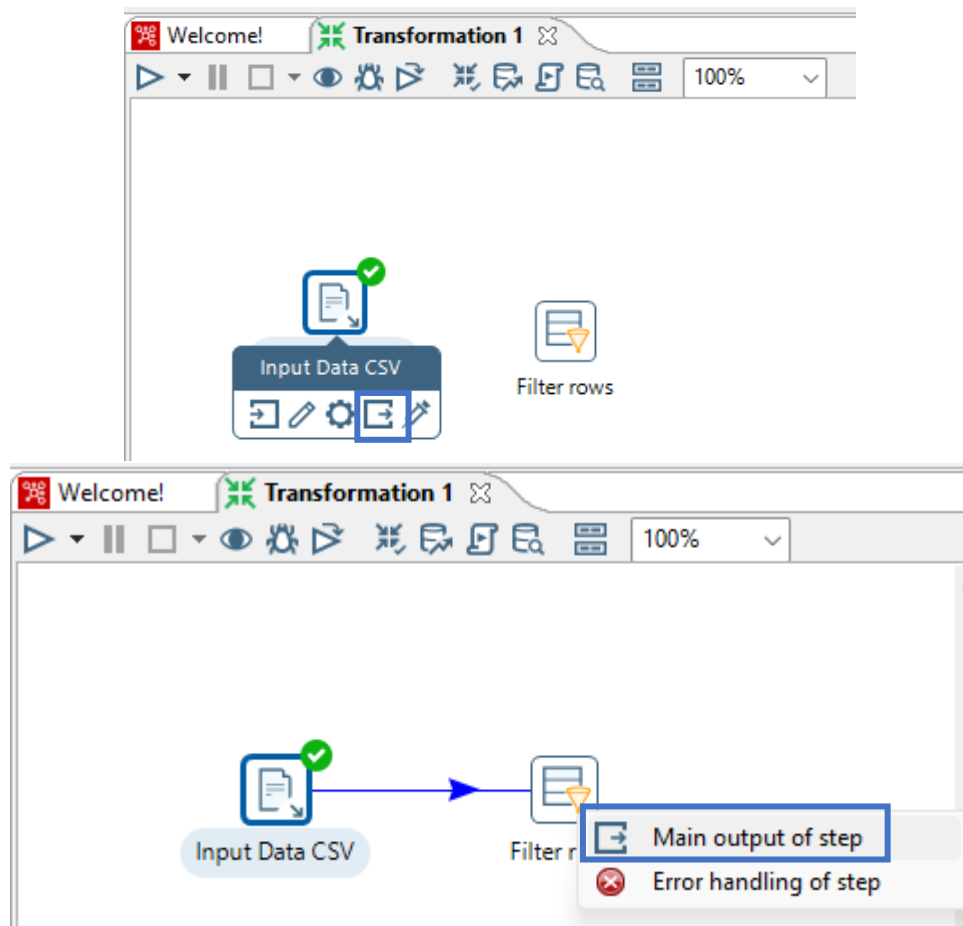 Welcome!
Transformation 1
100%
Input Data CSV
Filter rows
Welcome!
Transformation 1
100%
Input Data CSV
Filter r
Main output of step
Error handling of step